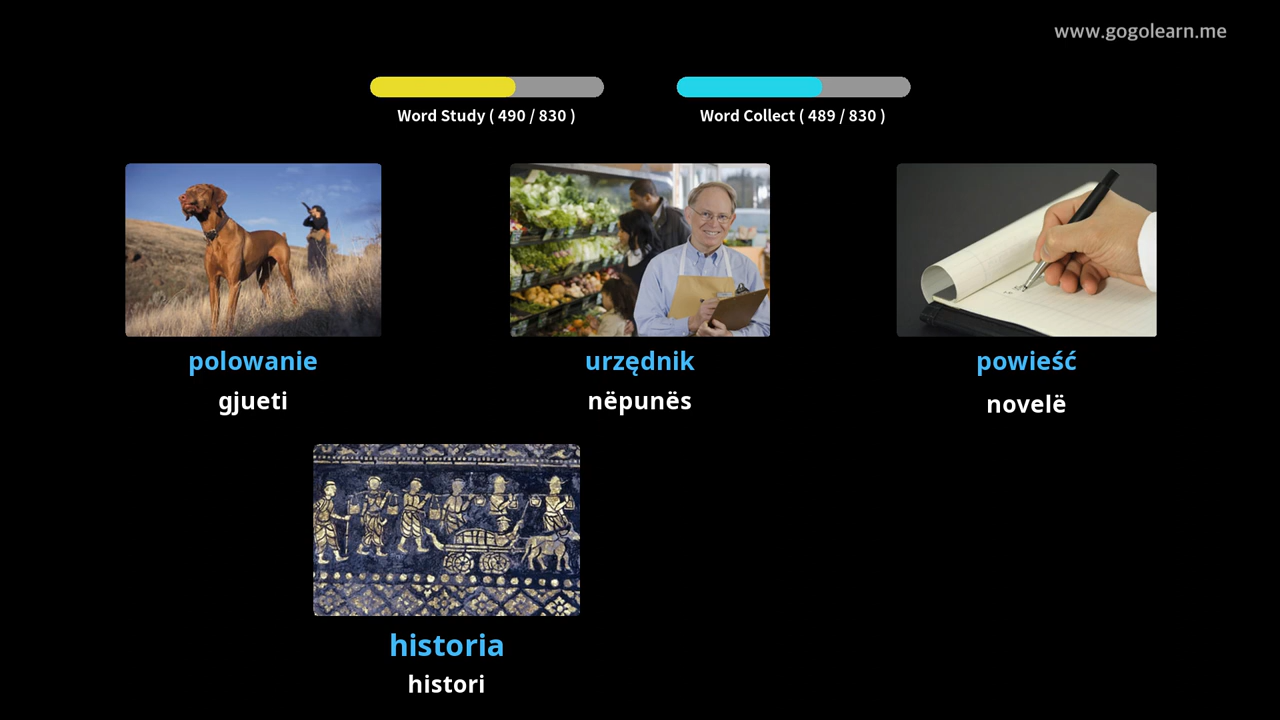 www.gogolearn.me
Word Study ( 490 / 830 )
Word Collect ( 489 / 830 )
polowanie
gjueti
urzędnik
nëpunës
powieść
novelë
historia
histori